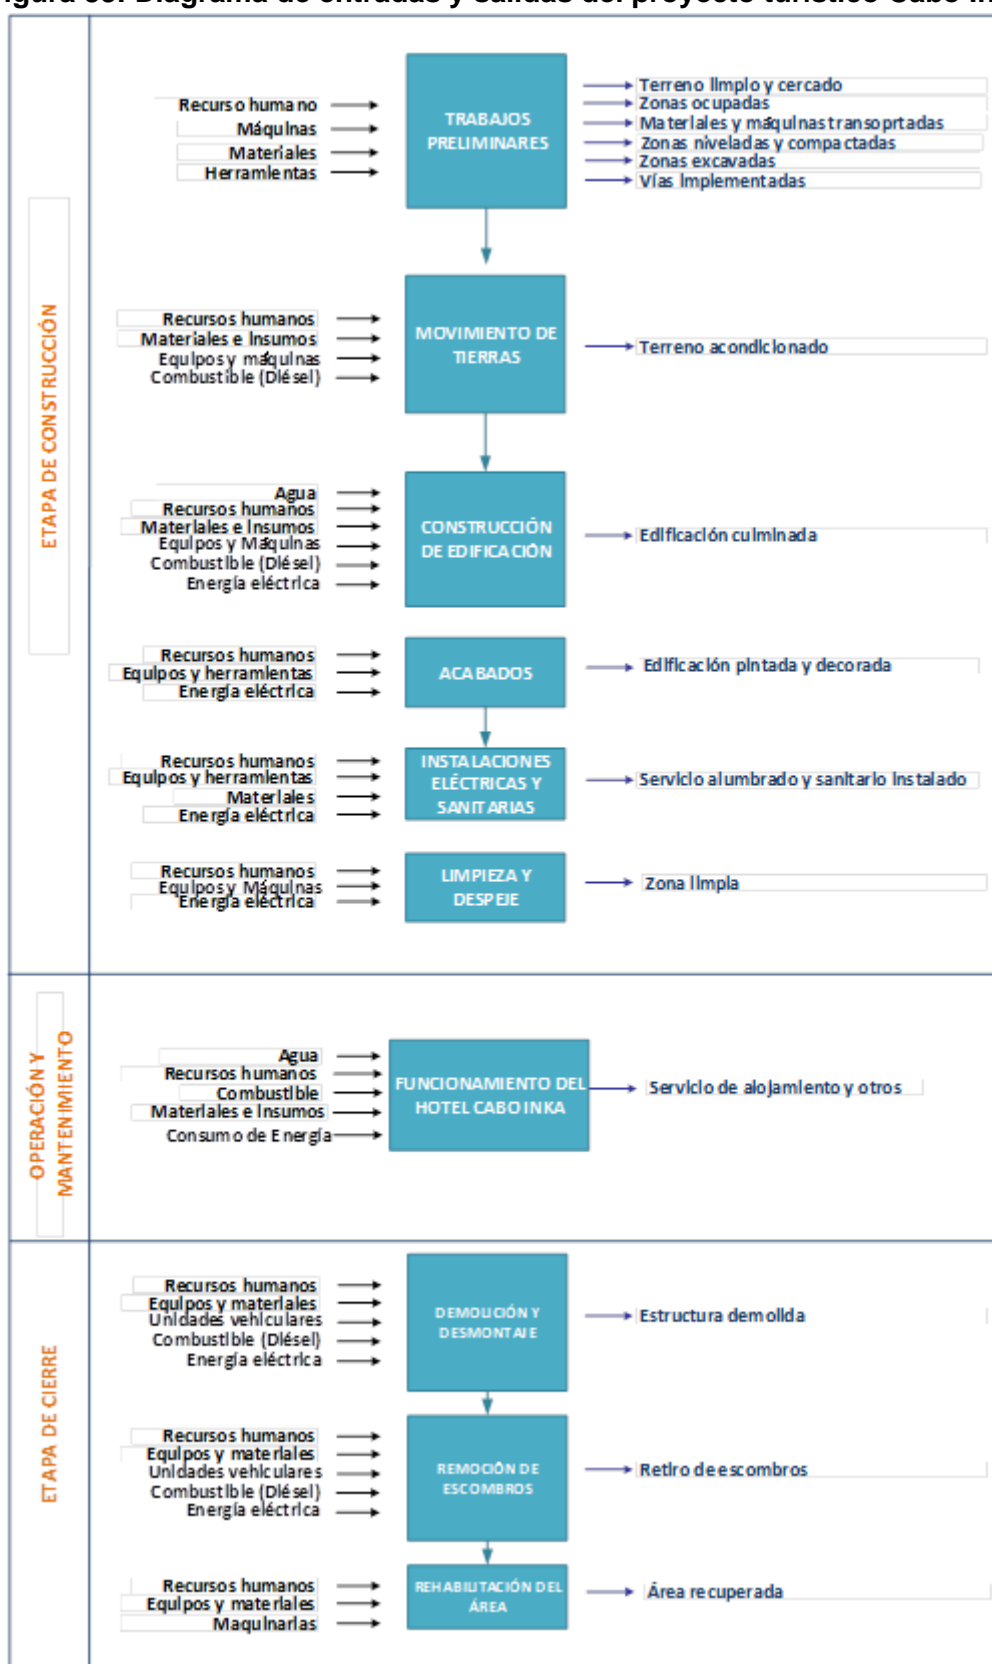 Diagrama de entradas y salidas del proyecto turístico Cabo
ETAPA DE CONSTRUCCIÓN
Recurso humano
Máquinas
Materiales
Herramientas
TRABAJOS
PRELIMINARES
Terreno limpio y cercado
Zonas ocupadas
Materiales y máquinas transoprtadas
Zonas niveladas y compactadas
Zonas excavadas
Vías Implementadas
Recursos humanos
Materiales e Insumos
Equipos y máquinas
Combustible (Diésel)
MOVIMIENTO DE
TIERRAS
Terreno acondicionado
Agua
Recursos humanos
Materiales e Insumos
Equipos y Máquinas
Combustible (Diésel)
Energía eléctrica
CONSTRUCCIÓN
DE EDIFICACIÓN
Edificación culminada
Recursos humanos
Equipos y herramientas
Energía eléctrica
ACABADOS
Edificación pintada y decorada
Recursos humanos
Equipos y herramientas
Materiales
Energía eléctrica
INSTALACIONES
ELÉCTRICAS Y
SANITARIAS
Servicio alumbrado y sanitario instalado
Recursos humanos
Equipos y Máquinas
Energía eléctrica
LIMPIEZA Y
DESPEJE
Zona limpia
OPERACIÓN Y
MANTENIMIENTO
Agua
Recursos humanos
Combustible
Materiales e Insumos
Consumo de Energía
FUNCIONAMIENTO DEL
HOTEL CABO INKA
Servicio de alojamiento y otros
ETAPA DE CIERRE
Recursos humanos
Equipos y materiales
Unidades vehiculares
Combustible (Diésel)
Energía eléctrica
DEMOLICIÓN Y
DESMONTAJE
Estructura demolida
Recursos humanos
Equipos y materiales
Unidades vehiculares
Combustible (Diésel)
Energía eléctrica
REMOCIÓN DE
ESCOMBROS
Retiro de escombros
Recursos humanos
Equipos y materiales
Maquinarias
REHABILITACIÓN DEL
ÁREA
Área recuperada